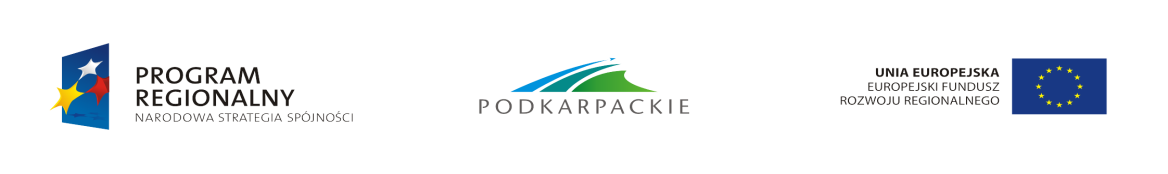 PROGRAM
REGIONALNY
NARODOWA STRATEGIA SPÓJNOŚCI
PODKARPACKIE
UNIA EUROPEJSKA
EUROPEJSKI FUNDUSZ
ROZWOJU REGIONALNEGO